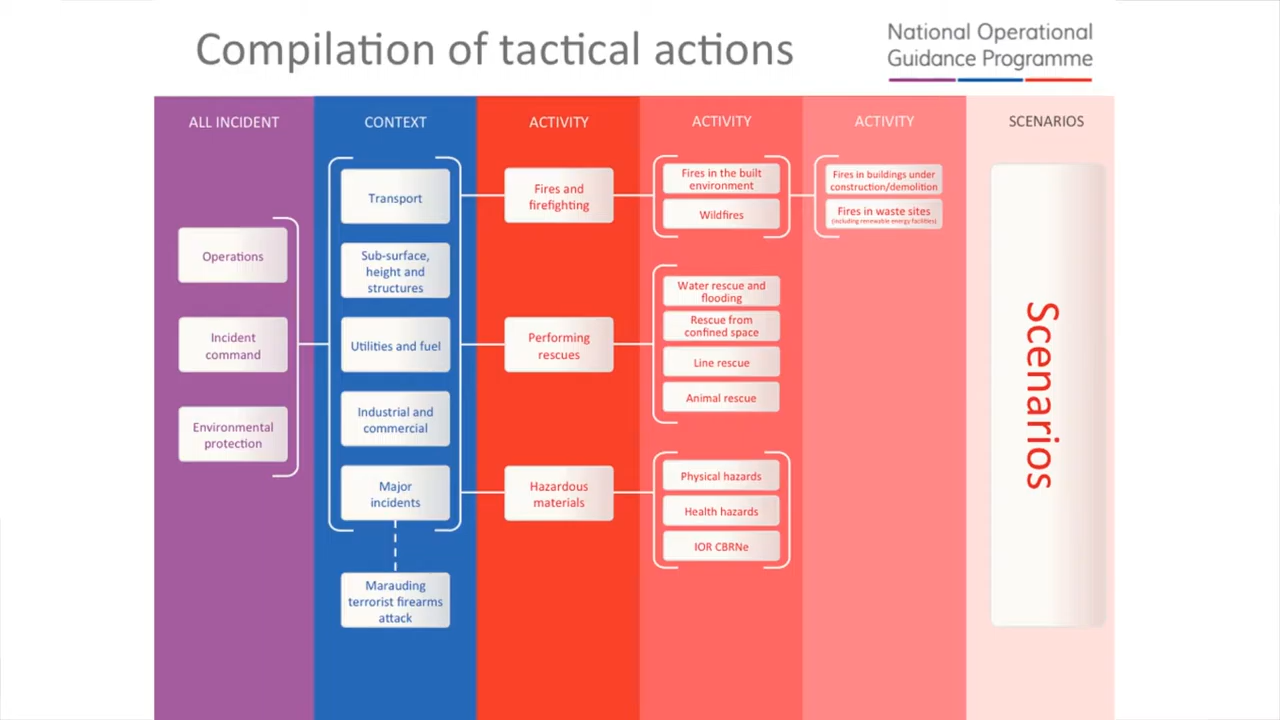 Compilation of tactical actions
National Operational
Guidance Programme
ALL INCIDENT
Operations
Incident
command
Environmental
protection
CONTEXT
Transport
Sub-surface,
height and
structures
Utilities and fuel
Industrial and
commercial
Major
incidents
Marauding
terrorist firearms
attack
ACTIVITY
Fires and
firefighting
Performing
rescues
Hazardous
materials
ACTIVITY
Fires in the built
environment
Wildfires
Water rescue and
flooding
Rescue from
confined space
Line rescue
Animal rescue
Physical hazards
Health hazards
IOR CBRNe
ACTIVITY
Fires in buildings under
construction/demolition
Fires in waste sites
(including renewable energy facilities)
SCENARIOS
Scenarios